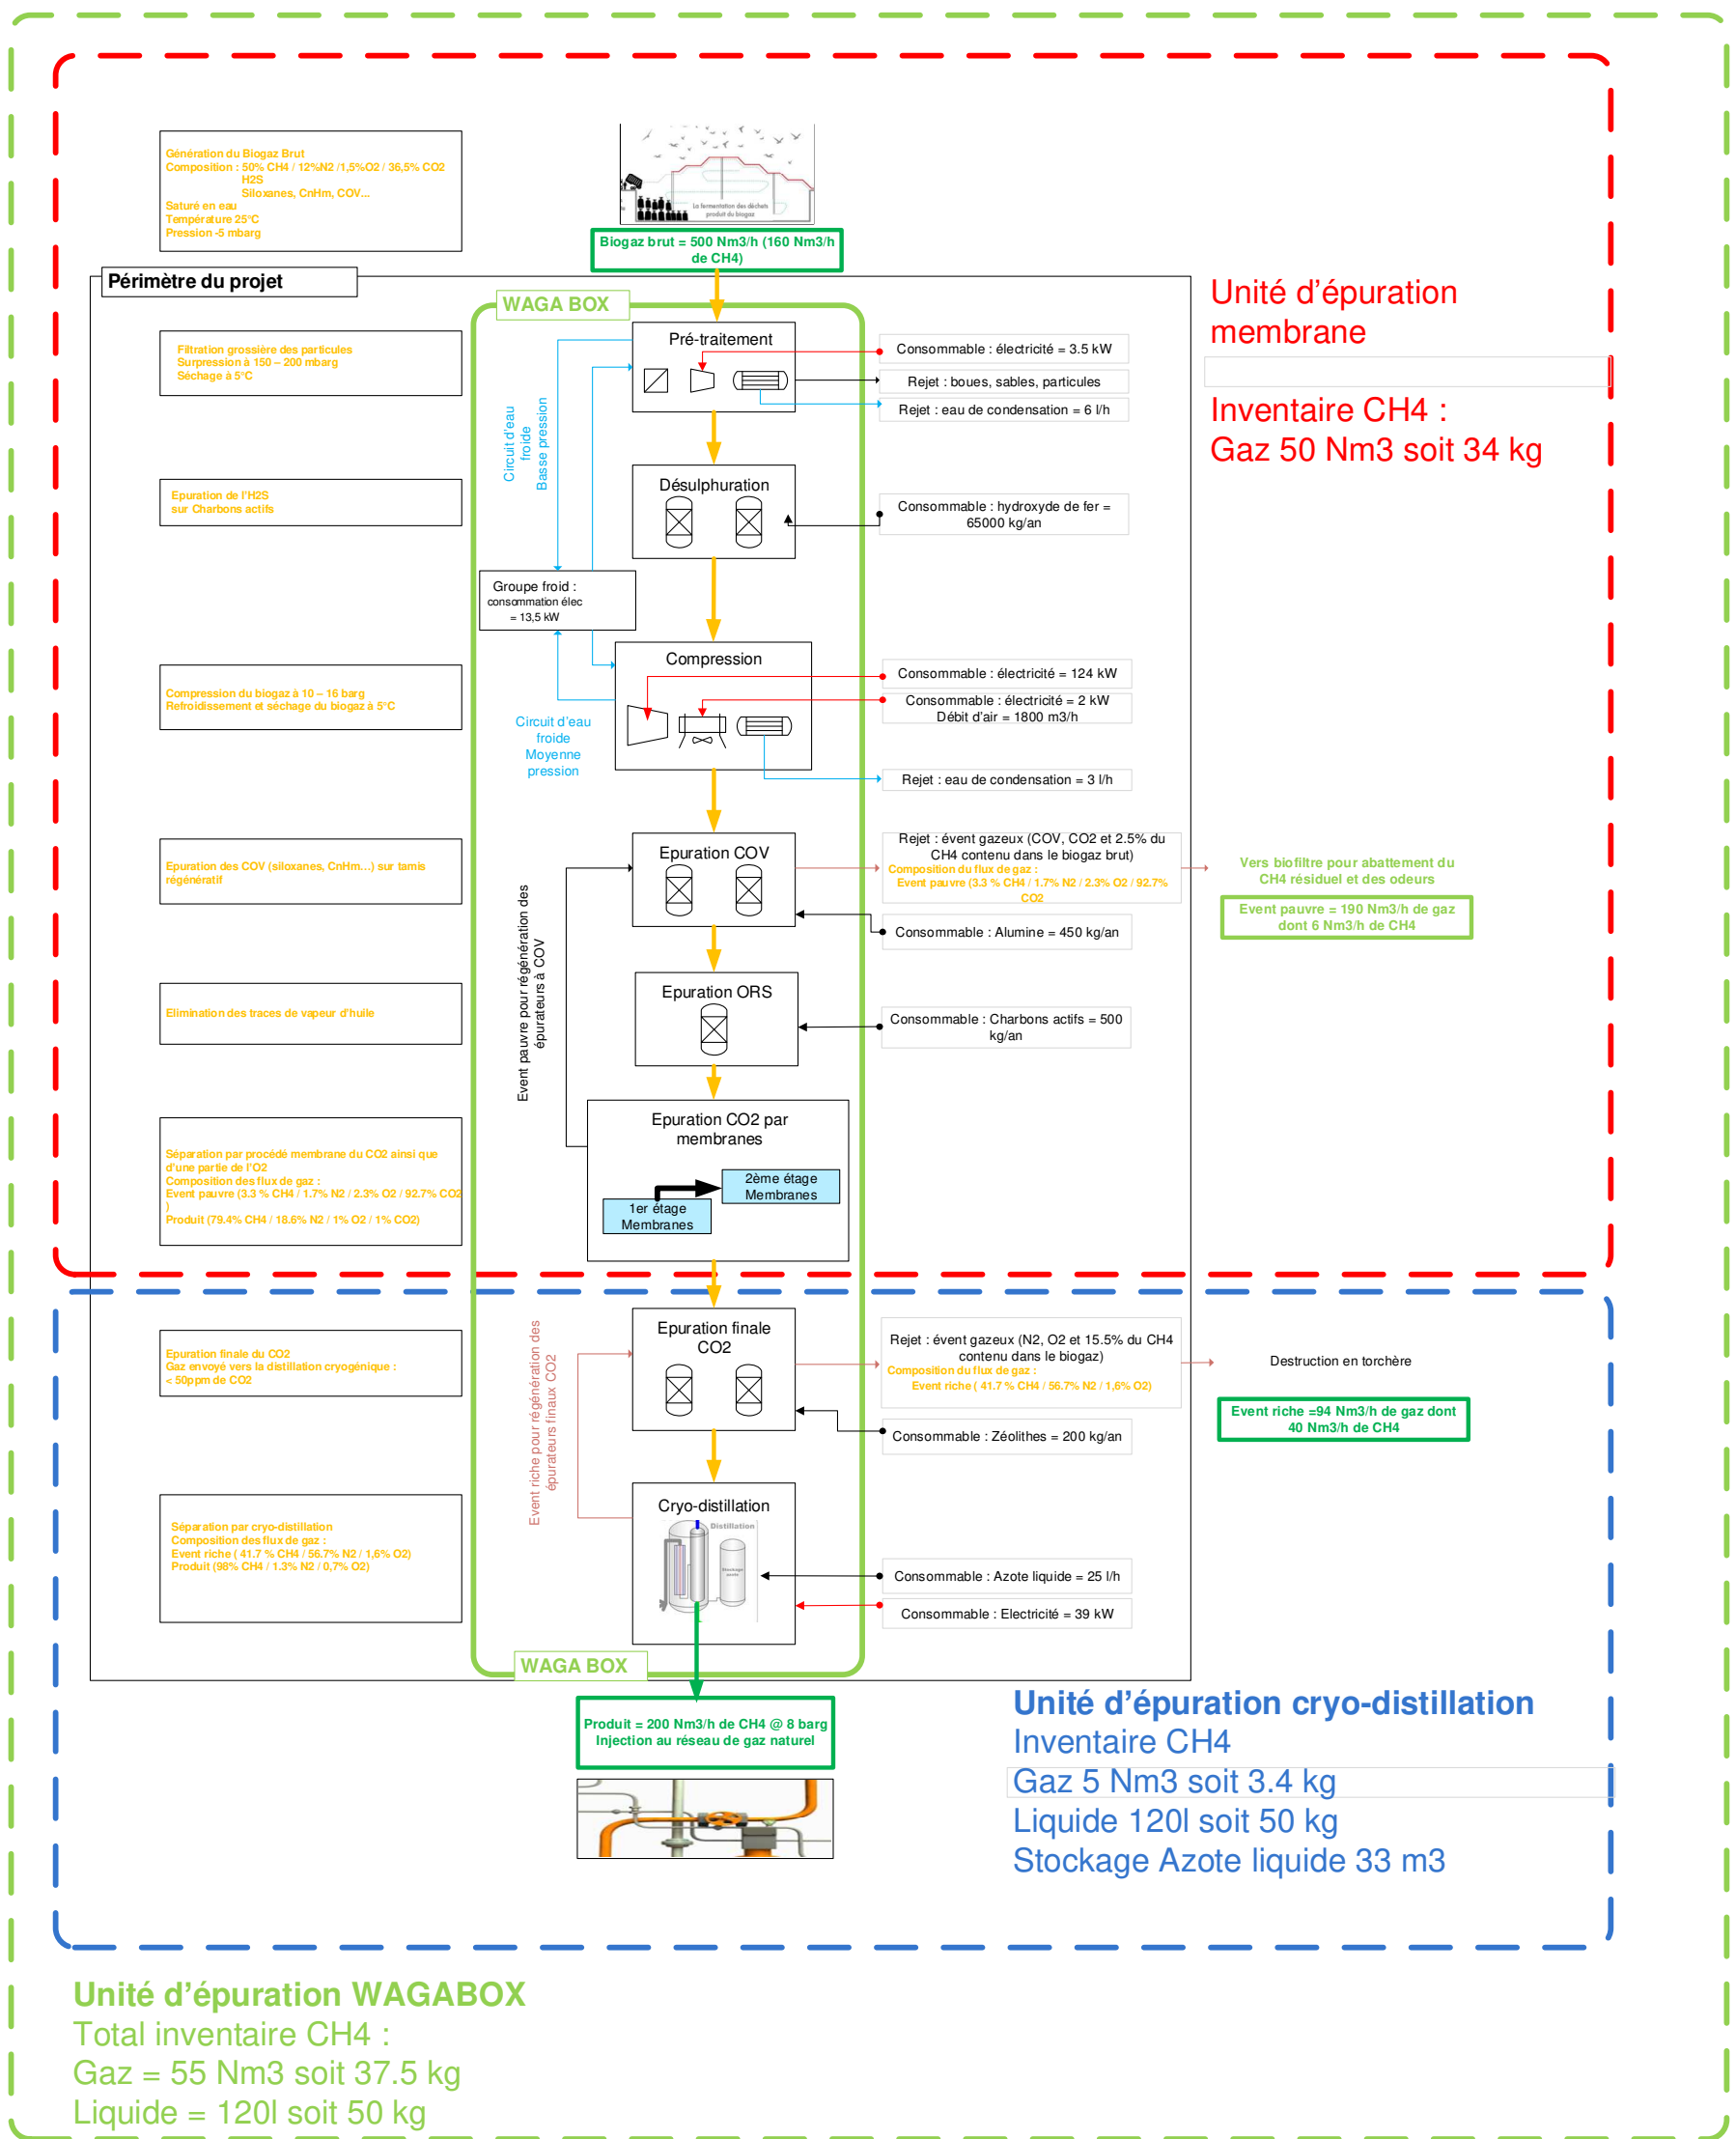 Génération du Biogaz Brut
Composition : 50% CH4 / 12%N2 /1,5%O2 / 36,5% CO2
H2S
Siloxanes, CnHm, COV...
Saturé en eau
Température 25°C
Pression -5 mbarg
La fermentation des déchets
produit du biogaz
Biogaz brut = 500 Nm3/h (160 Nm3/h
de CH4)
Périmètre du projet
WAGA BOX
Unité d'épuration
membrane
Inventaire CH4 :
Gaz 50 Nm3 soit 34 kg
Filtration grossière des particules
Surpression à 150 – 200 mbarg
Séchage à 5°C
Pré-traitement
Consommable : électricité = 3.5 kW
Rejet : boues, sables, particules
Rejet : eau de condensation = 6 l/h
Circuit d'eau
froide
Basse pression
Epuration de l'H2S
sur Charbons actifs
Désulphuration
Consommable : hydroxyde de fer =
65000 kg/an
Groupe froid :
consommation élec
= 13,5 kW
Compression du biogaz à 10 – 16 barg
Refroidissement et séchage du biogaz à 5°C
Compression
Consommable : électricité = 124 kW
Consommable : électricité = 2 kW
Débit d'air = 1800 m3/h
Rejet : eau de condensation = 3 l/h
Circuit d'eau
froide
Moyenne
pression
Epuration des COV (siloxanes, CnHm...) sur tamis
régénératif
Epuration COV
Rejet : évent gazeux (COV, CO2 et 2.5% du
CH4 contenu dans le biogaz brut)
Composition du flux de gaz :
Event pauvre (3.3 % CH4 / 1.7% N2 / 2.3% O2 / 92.7%
CO2
Consommable : Alumine = 450 kg/an
Vers biofiltre pour abattement du
CH4 résiduel et des odeurs
Event pauvre = 190 Nm3/h de gaz
dont 6 Nm3/h de CH4
Event pauvre pour régénération des
épurateurs à COV
Elimination des traces de vapeur d'huile
Epuration ORS
Consommable : Charbons actifs = 500
kg/an
Séparation par procédé membrane du CO2 ainsi que
d'une partie de l'O2
Composition des flux de gaz :
Event pauvre (3.3 % CH4 / 1.7% N2 / 2.3% O2 / 92.7% CO2
)
Produit (79.4% CH4 / 18.6% N2 / 1% O2 / 1% CO2)
Epuration CO2 par
membranes
2ème étage
Membranes
1er étage
Membranes
Epuration finale du CO2
Gaz envoyé vers la distillation cryogénique :
< 50ppm de CO2
Epuration finale
CO2
Rejet : évent gazeux (N2, O2 et 15.5% du CH4
contenu dans le biogaz)
Composition du flux de gaz :
Event riche ( 41.7 % CH4 / 56.7% N2 / 1,6% O2)
Consommable : Zéolithes = 200 kg/an
Destruction en torchère
Event riche =94 Nm3/h de gaz dont
40 Nm3/h de CH4
Event riche pour régénération des
épurateurs finaux CO2
Séparation par cryo-distillation
Composition des flux de gaz :
Event riche ( 41.7 % CH4 / 56.7% N2 / 1,6% O2)
Produit (98% CH4 / 1.3% N2 / 0,7% O2)
Cryo-distillation
Distillation
Stockage
azote
Consommable : Azote liquide = 25 l/h
Consommable : Electricité = 39 kW
WAGA BOX
Produit = 200 Nm3/h de CH4 @ 8 barg
Injection au réseau de gaz naturel
Unité d'épuration cryo-distillation
Inventaire CH4
Gaz 5 Nm3 soit 3.4 kg
Liquide 120l soit 50 kg
Stockage Azote liquide 33 m3
Unité d'épuration WAGABOX
Total inventaire CH4 :
Gaz = 55 Nm3 soit 37.5 kg
Liquide = 120l soit 50 kg